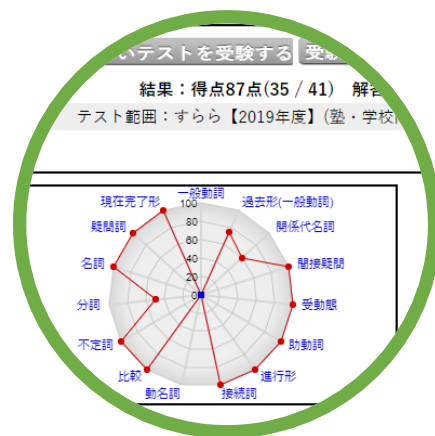 いテストを受験する 受験
結果：得点87点(35 / 41) 解答
テスト範囲：すらら【2019年度】(塾・学校
一般動詞
現在完了形
過去形(一般動詞)
100
疑問詞
関係代名詞
80
60
名詞
40
間接疑問
20
分詞
0
受動態
不定詞
助動詞
比較
進行形
動名詞
接続詞